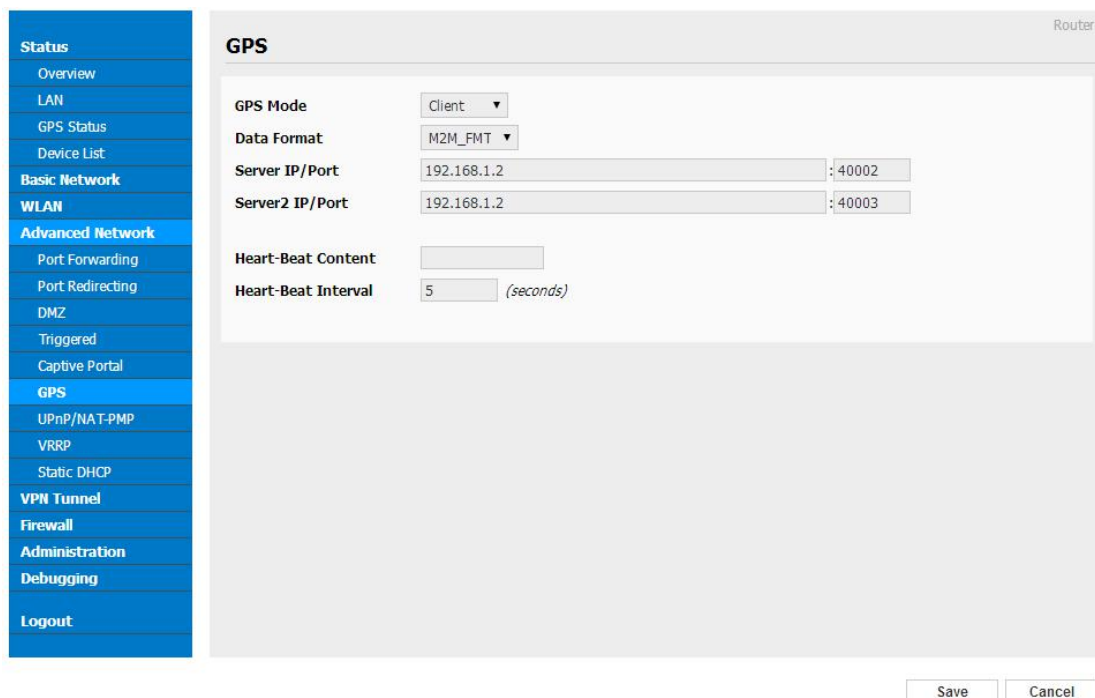 Router
Status
Overview
LAN
GPS Status
Device List
Basic Network
WLAN
Advanced Network
Port Forwarding
Port Redirecting
DMZ
Triggered
Captive Portal
GPS
UPnP/NAT-PMP
VRRP
Static DHCP
VPN Tunnel
Firewall
Administration
Debugging
Logout
GPS
GPS Mode Client ▼
Data Format M2M_FMT ▼
Server IP/Port 192.168.1.2 : 40002
Server2 IP/Port 192.168.1.2 : 40003
Heart-Beat Content
Heart-Beat Interval 5 (seconds)
Save Cancel